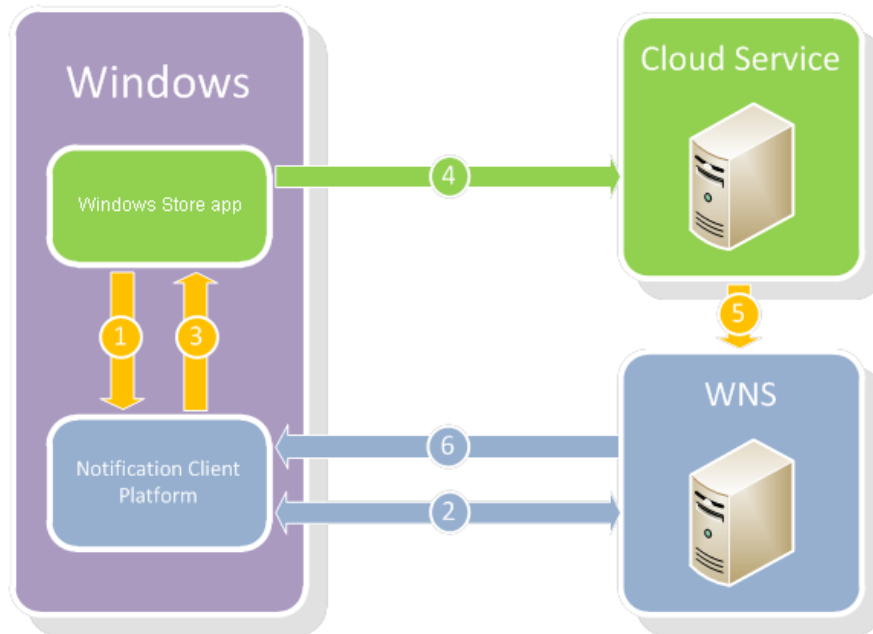 Windows
Cloud Service
Windows Store app
4
1
3
5
WNS
Notification Client
Platform
6
2